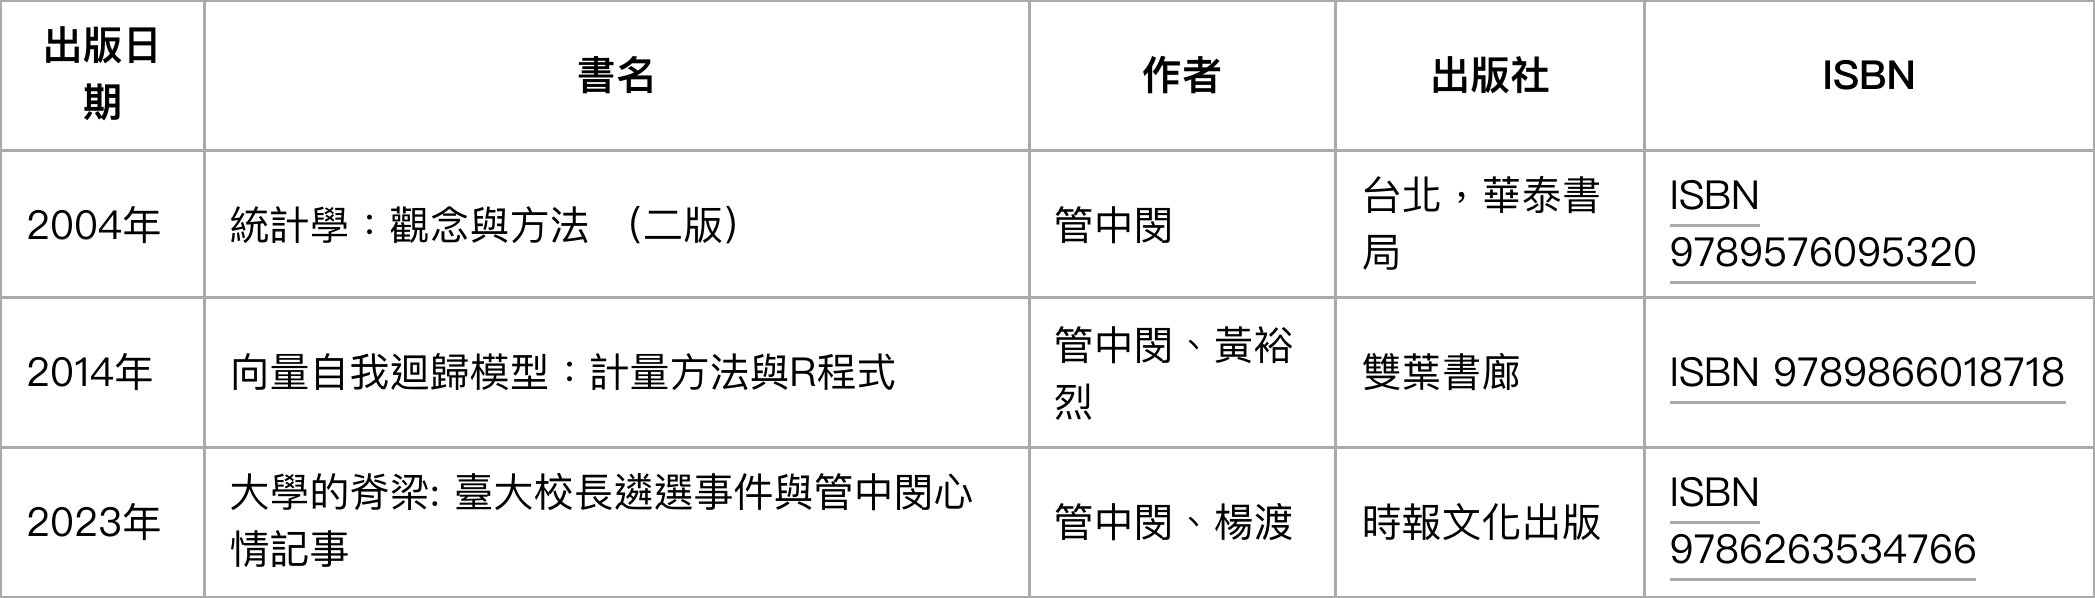 出版日
期
書名
作者
出版社
ISBN
2004年
統計學：觀念與方法 （二版）
管中閔
台北，華泰書
局
ISBN
9789576095320
2014年
向量自我迴歸模型：計量方法與R程式
管中閔、黃裕
烈
雙葉書廊
ISBN 9789866018718
2023年
大學的脊梁: 臺大校長遴選事件與管中閔心
情記事
管中閔、楊渡
時報文化出版
ISBN
9786263534766